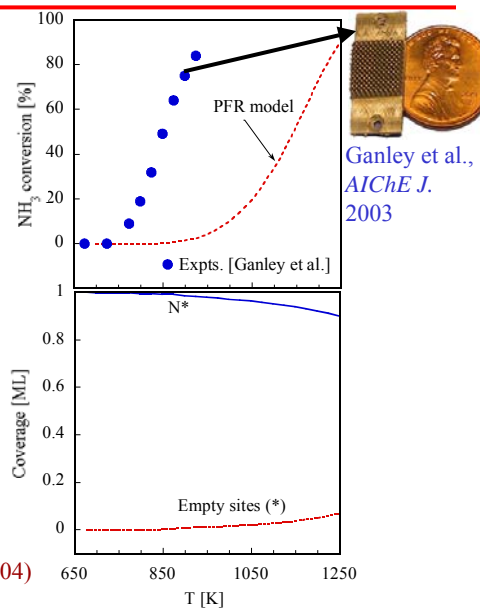 100
80
60
40
20
0
NH3 conversion [%]
PFR model
Expts. [Ganley et al.]
Ganley et al.,
AIChE J.
2003
1
0.8
0.6
0.4
0.2
0
Coverage [ML]
N*
Empty sites (*)
650 850 1050 1250
T [K]
04)